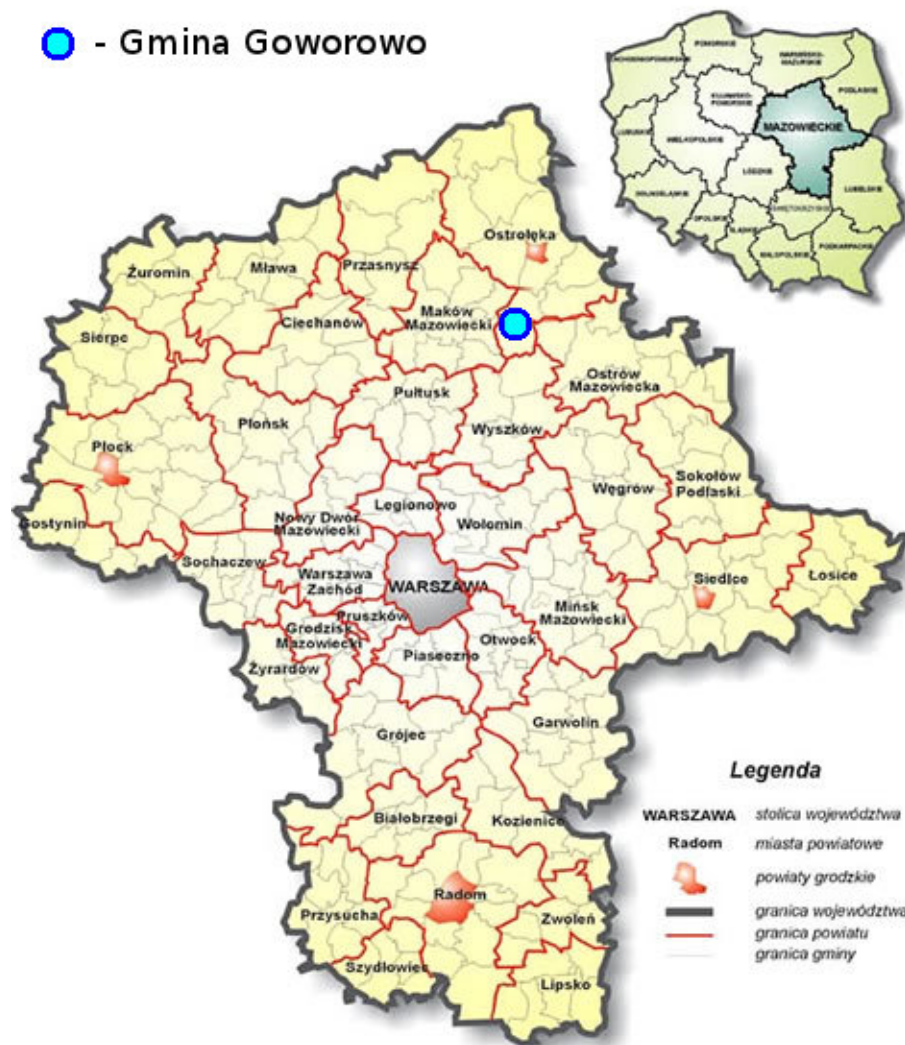 - Gmina Goworowo
POMORSKIE
WARMIŃSKO-
MAZURSKIE
ZACHODNIOPOMORSKIE
PODLASKIE
KUJAWSKO-
POMORSKIE
MAZOWIECKIE
LUBUSKIE
WIELKOPOLSKIE
ŁÓDZKIE
LUBELSKIE
DOLNOŚLĄSKIE
OPOLSKIE
ŚLĄSKIE
ŚWIĘTOKRZYSKIE
MAŁOPOLSKIE
PODKARPACKIE
Ostrołęka
Żuromin
Mława
Przasnysz
Ciechanów
Maków
Mazowiecki
Sierpc
Ostrów
Mazowiecka
Pułtusk
Płońsk
Wyszków
Płock
Węgrów
Sokołów
Podlaski
Legionowo
Gostynin
Nowy Dwór
Mazowiecki
Wołomin
Sochaczew
Warszawa
Zachód
WARSZAWA
Siedlce
Łosice
Pruszków
Mińsk
Mazowiecki
Grodzisk
Mazowiecki
Otwock
Piaseczno
Żyrardów
Garwolin
Grójec
Białobrzegi
Kozienice
Radom
Przysucha
Zwoleń
Szydłowiec
Lipsko
Legenda
WARSZAWA stolica województwa
Radom miasta powiatowe
powiaty grodzkie
granica województwa
granica powiatu
granica gminy